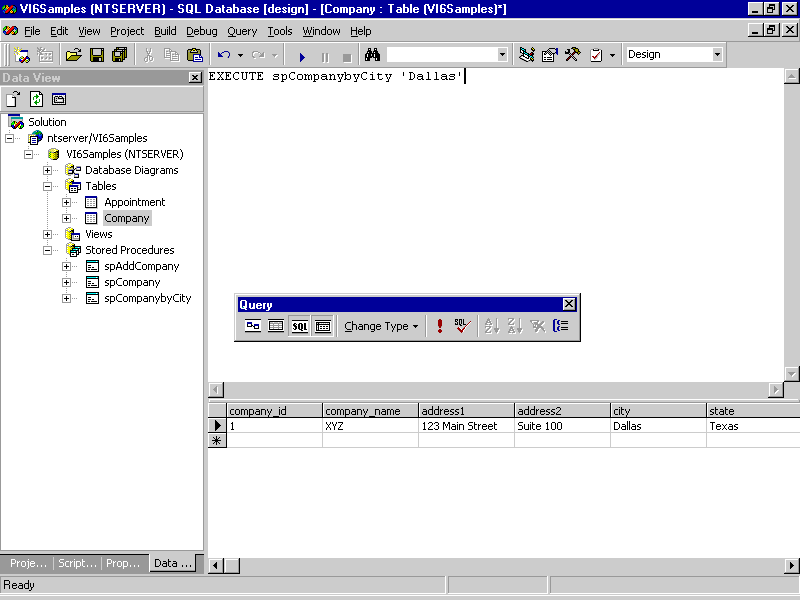 VI6Samples (NTSERVER) - SQL Database [design] - [Company : Table (VI6Samples)*]
File Edit View Project Build Debug Query Tools Window Help
Design
Data View
EXECUTE spCompanybyCity 'Dallas'
Solution
ntserver/VI6Samples
VI6Samples (NTSERVER)
Database Diagrams
Tables
Appointment
Company
Views
Stored Procedures
spAddCompany
spCompany
spCompanybyCity
Query
SQL Change Type SQL
company_id company_name address1 address2 city state
1 XYZ 123 Main Street Suite 100 Dallas Texas
Proje... Script... Prop... Data ...
Ready